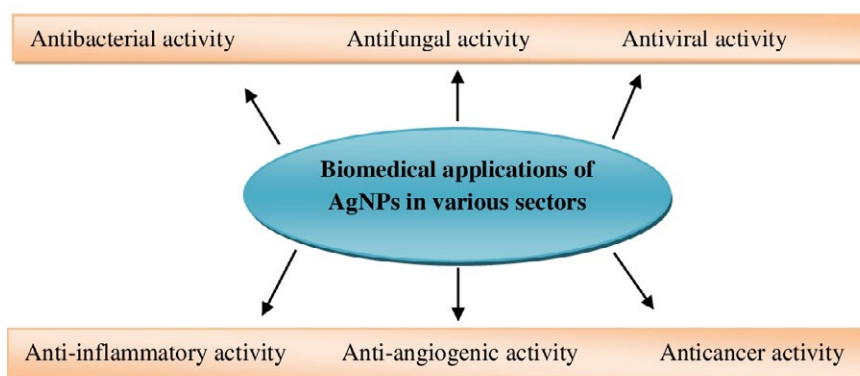 Antibacterial activity Antifungal activity Antiviral activity
Biomedical applications of
AgNPs in various sectors
Anti-inflammatory activity Anti-angiogenic activity Anticancer activity